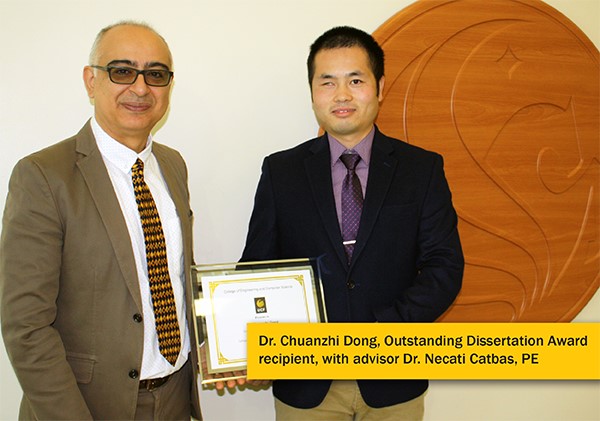 College of Engineering and Computer Science
UCF
Dr. Chuanzhi Dong, Outstanding Dissertation Award
recipient, with advisor Dr. Necati Catbas, PE